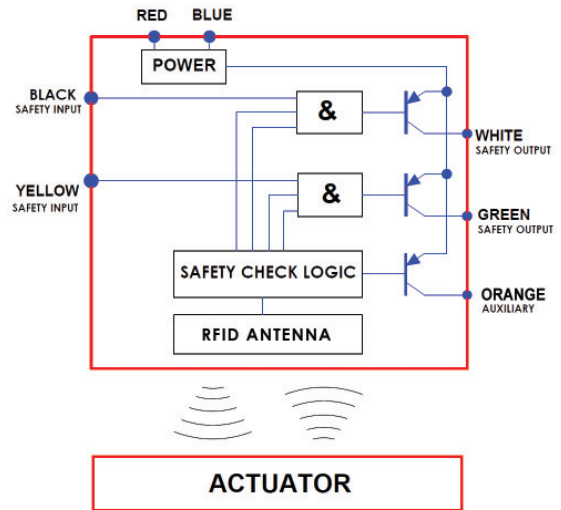 RED BLUE
POWER
BLACK
SAFETY INPUT
&
WHITE
SAFETY OUTPUT
YELLOW
SAFETY INPUT
&
GREEN
SAFETY OUTPUT
SAFETY CHECK LOGIC
ORANGE
AUXILIARY
RFID ANTENNA
ACTUATOR